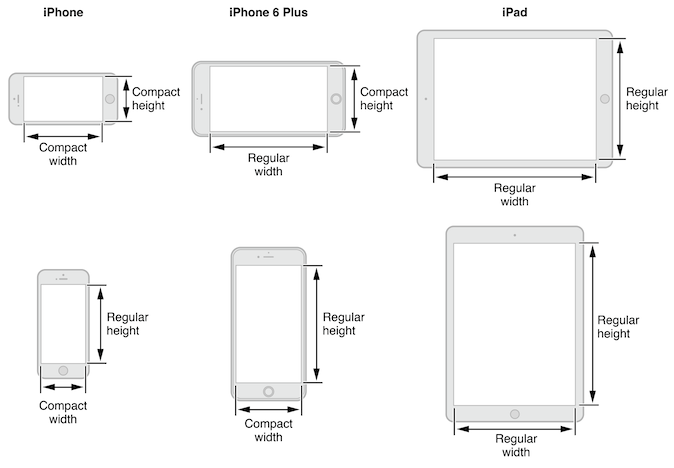 iPhone
iPhone 6 Plus
iPad
Compact
height
Compact
width
Compact
height
Regular
width
Regular
height
Regular
width
Regular
height
Compact
width
Regular
height
Compact
width
Regular
height
Regular
width